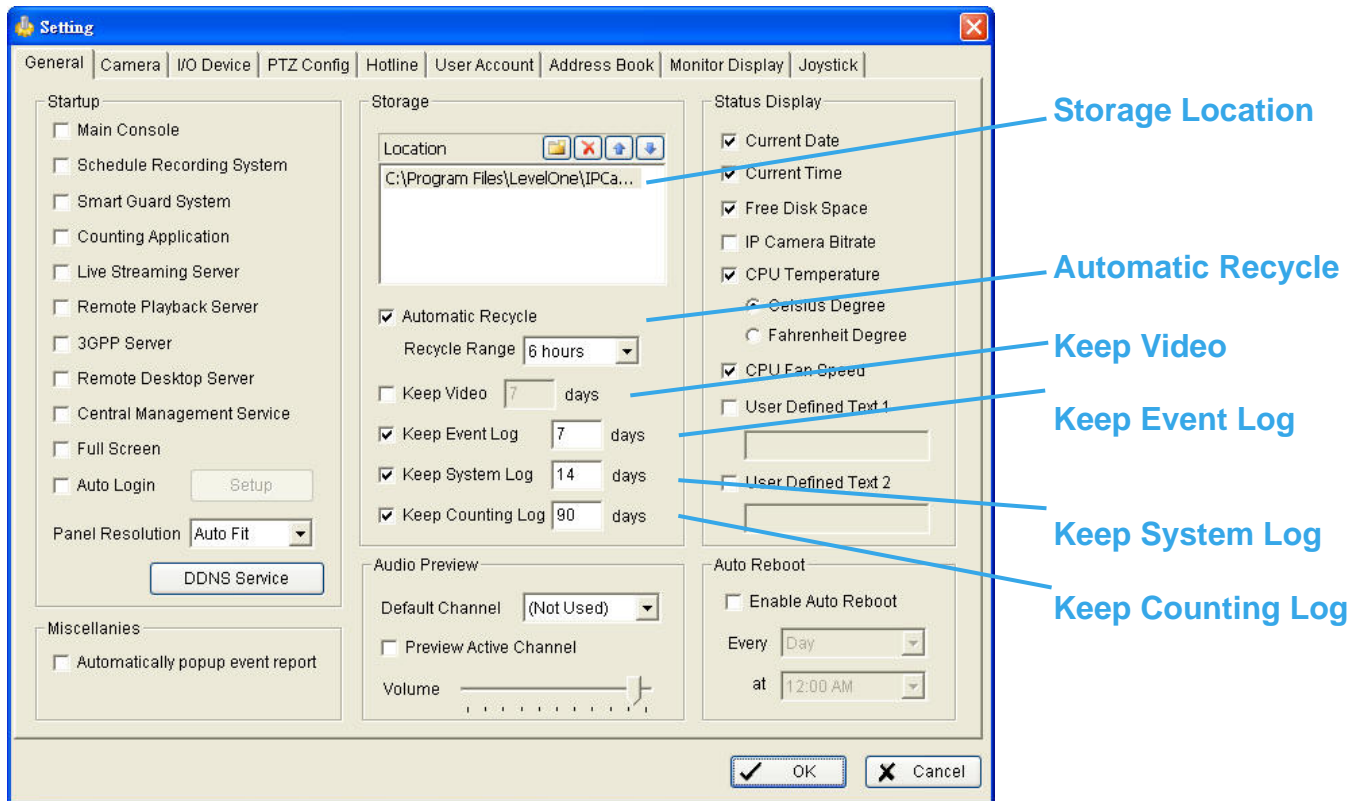 Setting
General
Camera
I/O Device
PTZ Config
Hotline
User Account
Address Book
Monitor Display
Joystick
Startup
Main Console
Schedule Recording System
Smart Guard System
Counting Application
Live Streaming Server
Remote Playback Server
3GPP Server
Remote Desktop Server
Central Management Service
Full Screen
Auto Login
Setup
Panel Resolution Auto Fit
DDNS Service
Miscellanies
Automatically popup event report
Storage
Location
C:\Program Files\LevelOne\IPCa...
Automatic Recycle
Recycle Range 6 hours
Keep Video 7 days
Keep Event Log 7 days
Keep System Log 14 days
Keep Counting Log 90 days
Audio Preview
Default Channel (Not Used)
Preview Active Channel
Volume
Status Display
Current Date
Current Time
Free Disk Space
IP Camera Bitrate
CPU Temperature
Celsius Degree
Fahrenheit Degree
CPU Fan Speed
User Defined Text 1
User Defined Text 2
Auto Reboot
Enable Auto Reboot
Every Day
at 12:00 AM
OK
Cancel
Storage Location
Automatic Recycle
Keep Video
Keep Event Log
Keep System Log
Keep Counting Log